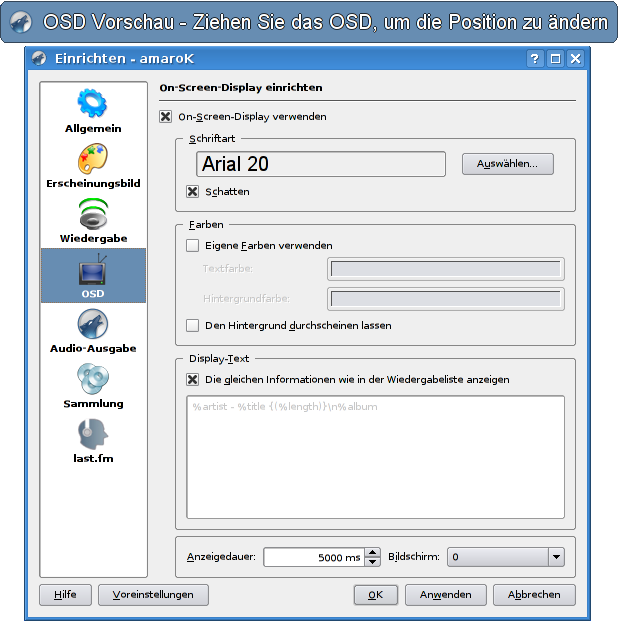 OSD Vorschau - Ziehen Sie das OSD, um die Position zu ändern
Einrichten - amaroK
Allgemein
Erscheinungsbild
Wiedergabe
OSD
Audio-Ausgabe
Sammlung
last.fm
On-Screen-Display einrichten
On-Screen-Display verwenden
Schriftart
Arial 20
Auswählen...
Schatten
Farben
Eigene Farben verwenden
Textfarbe:
Hintergrundfarbe:
Den Hintergrund durchscheinen lassen
Display-Text
Die gleichen Informationen wie in der Wiedergabeliste anzeigen
%artist - %title {(%length)}\n%album
Anzeigedauer: 5000 ms Bildschirm: 0
Hilfe Voreinstellungen OK Anwenden Abbrechen